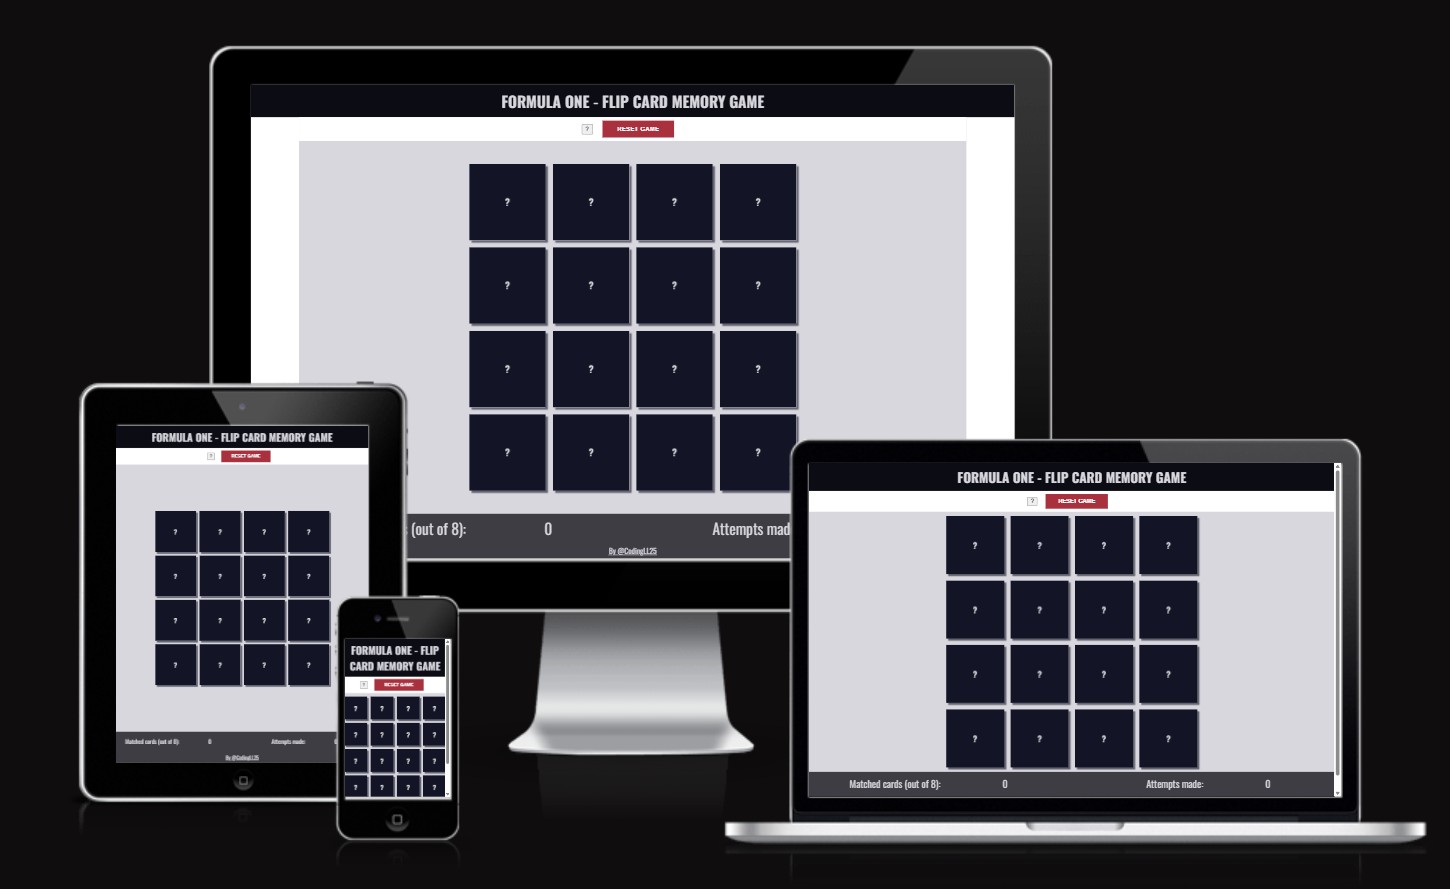 FORMULA ONE - FLIP CARD MEMORY GAME
? RESET GAME
? ? ? ?
? ? ? ?
? ? ? ?
? ? ? ?
(out of 8): 0 Attempts mad
By @CodingLL25
FORMULA ONE - FLIP CARD MEMORY GAME
? RESET GAME
? ? ? ?
? ? ? ?
? ? ? ?
? ? ? ?
Matched cards (out of 8): 0 Attempts made:
By @CodingLL25
FORMULA ONE - FLIP
CARD MEMORY GAME
? RESET GAME
? ? ? ?
? ? ? ?
? ? ? ?
? ? ? ?
FORMULA ONE - FLIP CARD MEMORY GAME
? RESET GAME
? ? ? ?
? ? ? ?
? ? ? ?
? ? ? ?
Matched cards (out of 8): 0 Attempts made: 0